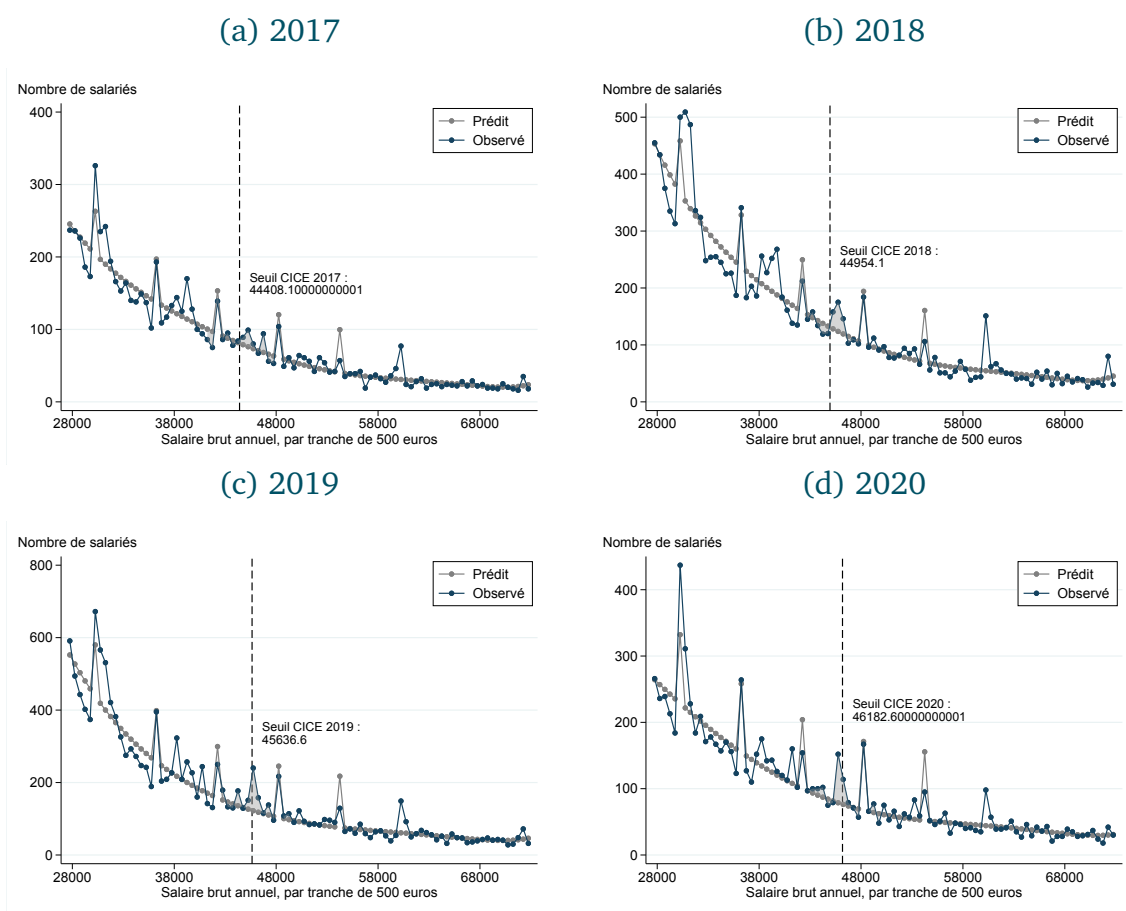 (a) 2017
Nombre de salariés
400
300
200
100
0
Prédit
Observé
Seuil CICE 2017 :
44408.10000000001
28000 38000 48000 58000 68000
Salaire brut annuel, par tranche de 500 euros
(b) 2018
Nombre de salariés
500
400
300
200
100
0
Prédit
Observé
Seuil CICE 2018 :
44954.1
28000 38000 48000 58000 68000
Salaire brut annuel, par tranche de 500 euros
(c) 2019
Nombre de salariés
800
600
400
200
0
Prédit
Observé
Seuil CICE 2019 :
45636.6
28000 38000 48000 58000 68000
Salaire brut annuel, par tranche de 500 euros
(d) 2020
Nombre de salariés
400
300
200
100
0
Prédit
Observé
Seuil CICE 2020 :
46182.60000000001
28000 38000 48000 58000 68000
Salaire brut annuel, par tranche de 500 euros